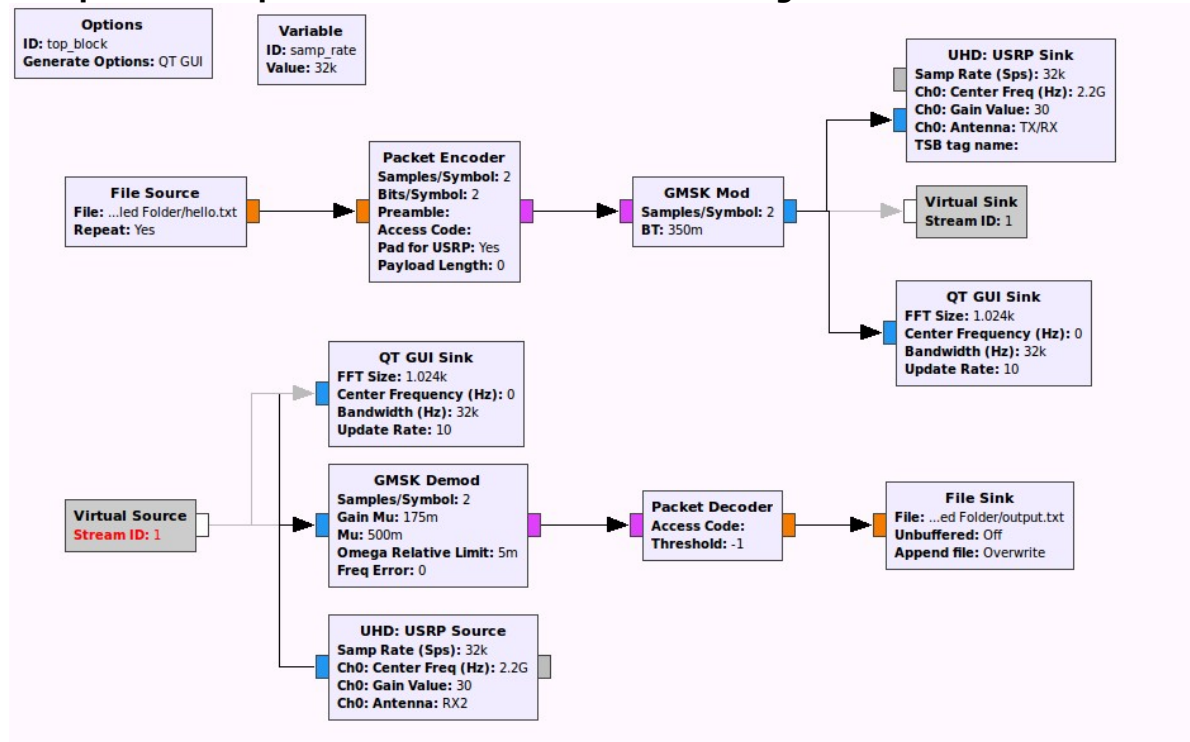 Options
ID: top_block
Generate Options: QT GUI
Variable
ID: samp_rate
Value: 32k
UHD: USRP Sink
Samp Rate (Sps): 32k
Ch0: Center Freq (Hz): 2.2G
Ch0: Gain Value: 30
Ch0: Antenna: TX/RX
TSB tag name:
File Source
File: ...led Folder/hello.txt
Repeat: Yes
Packet Encoder
Samples/Symbol: 2
Bits/Symbol: 2
Preamble:
Access Code:
Pad for USRP: Yes
Payload Length: 0
GMSK Mod
Samples/Symbol: 2
BT: 350m
Virtual Sink
Stream ID: 1
QT GUI Sink
FFT Size: 1.024k
Center Frequency (Hz): 0
Bandwidth (Hz): 32k
Update Rate: 10
QT GUI Sink
FFT Size: 1.024k
Center Frequency (Hz): 0
Bandwidth (Hz): 32k
Update Rate: 10
Virtual Source
Stream ID: 1
GMSK Demod
Samples/Symbol: 2
Gain Mu: 175m
Mu: 500m
Omega Relative Limit: 5m
Freq Error: 0
Packet Decoder
Access Code:
Threshold: -1
File Sink
File: ...ed Folder/output.txt
Unbuffered: Off
Append file: Overwrite
UHD: USRP Source
Samp Rate (Sps): 32k
Ch0: Center Freq (Hz): 2.2G
Ch0: Gain Value: 30
Ch0: Antenna: RX2